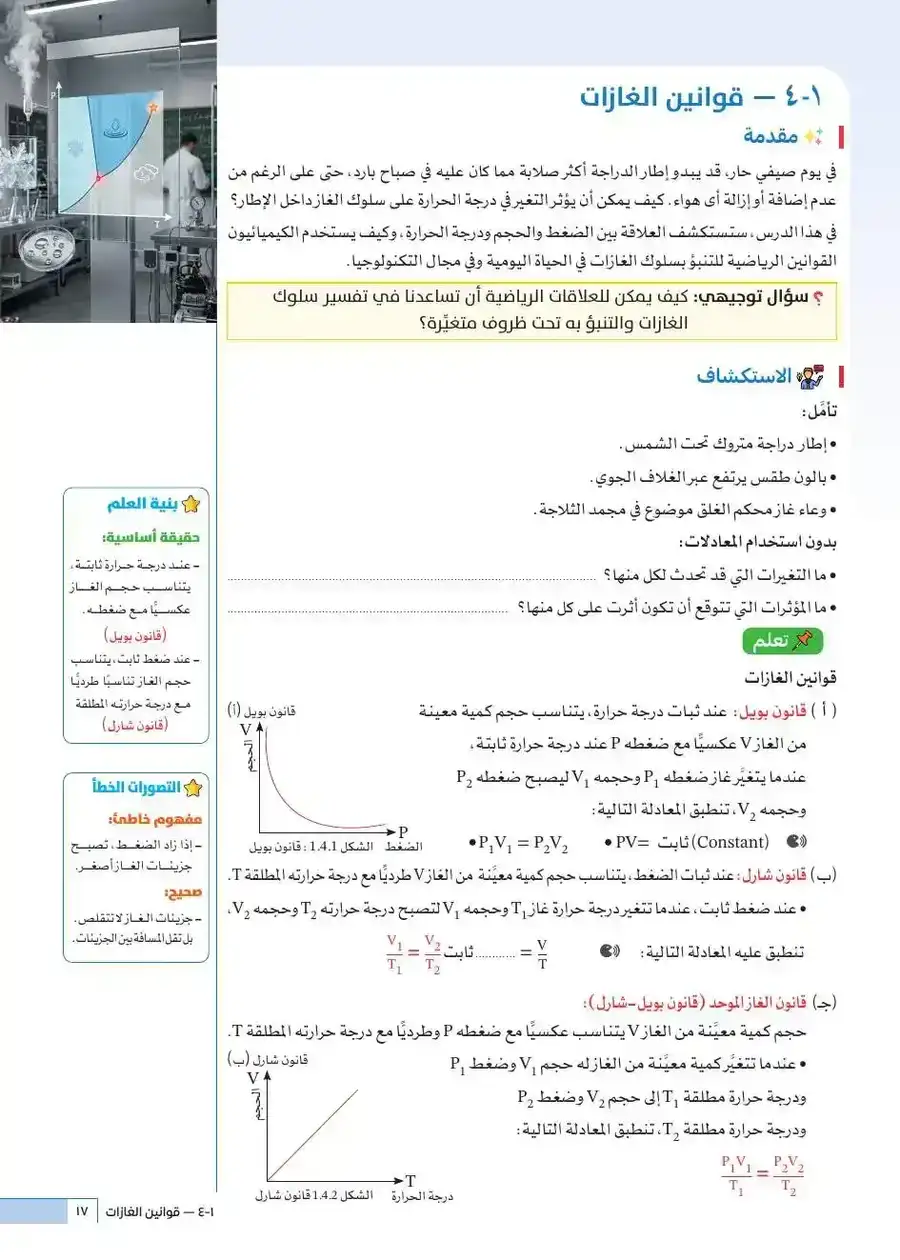 ١-٤ — قوانين الغازات
مقدمة
في يوم صيفي حار، قد يبدو إطار الدراجة أكثر صلابة مما كان عليه في صباح بارد، حتى على الرغم من
عدم إضافة أو إزالة أى هواء. كيف يمكن أن يؤثر التغير في درجة الحرارة على سلوك الغاز داخل الإطار؟
في هذا الدرس، ستستكشف العلاقة بين الضغط والحجم ودرجة الحرارة، وكيف يستخدم الكيميائيون
القوانين الرياضية للتنبؤ بسلوك الغازات في الحياة اليومية وفي مجال التكنولوجيا.
؟ سؤال توجيهي: كيف يمكن للعلاقات الرياضية أن تساعدنا في تفسير سلوك
الغازات والتنبؤ به تحت ظروف متغيِّرة؟
الاستكشاف
تأمَّل:
• إطار دراجة متروك تحت الشمس.
• بالون طقس يرتفع عبر الغلاف الجوي.
• وعاء غاز محكم الغلق موضوع في مجمد الثلاجة.
بدون استخدام المعادلات:
• ما التغيرات التي قد تحدث لكل منها؟ ..........
• ما المؤثرات التي تتوقع أن تكون أثرت على كل منها؟ ..........
تعلم
قوانين الغازات
( أ ) قانون بويل: عند ثبات درجة حرارة، يتناسب حجم كمية معينة
من الغاز V عكسيًّا مع ضغطه P عند درجة حرارة ثابتة،
عندما يتغيَّر غاز ضغطه P₁ وحجمه V₁ ليصبح ضغطه P₂
وحجمه V₂، تنطبق المعادلة التالية:
• PV= ثابت (Constant) • P₁V₁ = P₂V₂
قانون بويل (أ)
V
الحجم
P
الضغط
الشكل 1.4.1 : قانون بويل
(ب) قانون شارل: عند ثبات الضغط، يتناسب حجم كمية معيَّنة من الغاز V طرديًّا مع درجة حرارته المطلقة T.
• عند ضغط ثابت، عندما تتغير درجة حرارة غاز T₁ وحجمه V₁ لتصبح درجة حرارته T₂ وحجمه V₂،
تنطبق عليه المعادلة التالية: V/T = ............ ثابت V₁/T₁ = V₂/T₂
(جـ) قانون الغاز الموحد (قانون بويل–شارل):
حجم كمية معيَّنة من الغاز V يتناسب عكسيًّا مع ضغطه P وطرديًّا مع درجة حرارته المطلقة T.
• عندما تتغيَّر كمية معيَّنة من الغاز له حجم V₁ وضغط P₁
ودرجة حرارة مطلقة T₁ إلى حجم V₂ وضغط P₂
ودرجة حرارة مطلقة T₂، تنطبق المعادلة التالية:
P₁V₁/T₁ = P₂V₂/T₂
قانون شارل (ب)
V
الحجم
T
درجة الحرارة
الشكل 1.4.2 قانون شارل
P
T
بنية العلم
حقيقة أساسية:
– عند درجة حرارة ثابتة،
يتناسب حجم الغاز
عكسيًّا مع ضغطه.
(قانون بويل)
– عند ضغط ثابت، يتناسب
حجم الغاز تناسبًا طرديًّا
مع درجة حرارته المطلقة
(قانون شارل)
التصورات الخطأ
مفهوم خاطئ:
– إذا زاد الضغط، تصبح
جزيئات الغاز أصغر.
صحيح:
– جزيئات الغاز لا تتقلص.
بل تقل المسافة بين الجزيئات.
١-٤ — قوانين الغازات
١٧